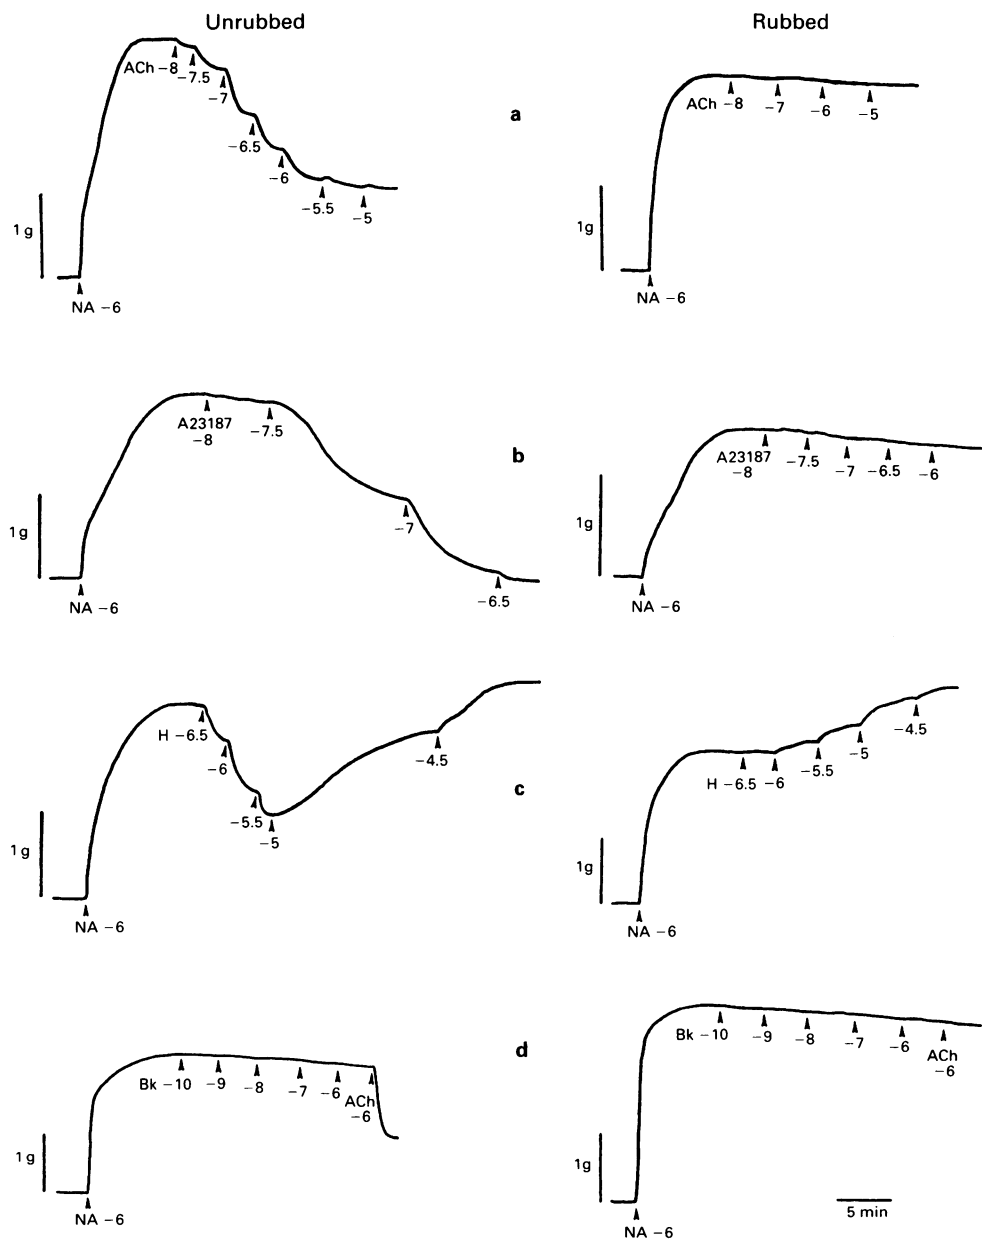 Unrubbed
Rubbed
a
ACh −8
−7.5
−7
−6.5
−6
−5.5
−5
1g
NA −6
ACh −8
−7
−6
−5
1g
NA −6
b
A23187
−8
−7.5
−7
−6.5
1g
NA −6
A23187
−8
−7.5
−7
−6.5
−6
1g
NA −6
c
H −6.5
−6
−5.5
−5
−4.5
1g
NA −6
H −6.5
−6
−5.5
−5
−4.5
1g
NA −6
d
Bk −10
−9
−8
−7
−6
ACh
−6
1g
NA −6
Bk −10
−9
−8
−7
−6
ACh
−6
1g
NA −6
5 min